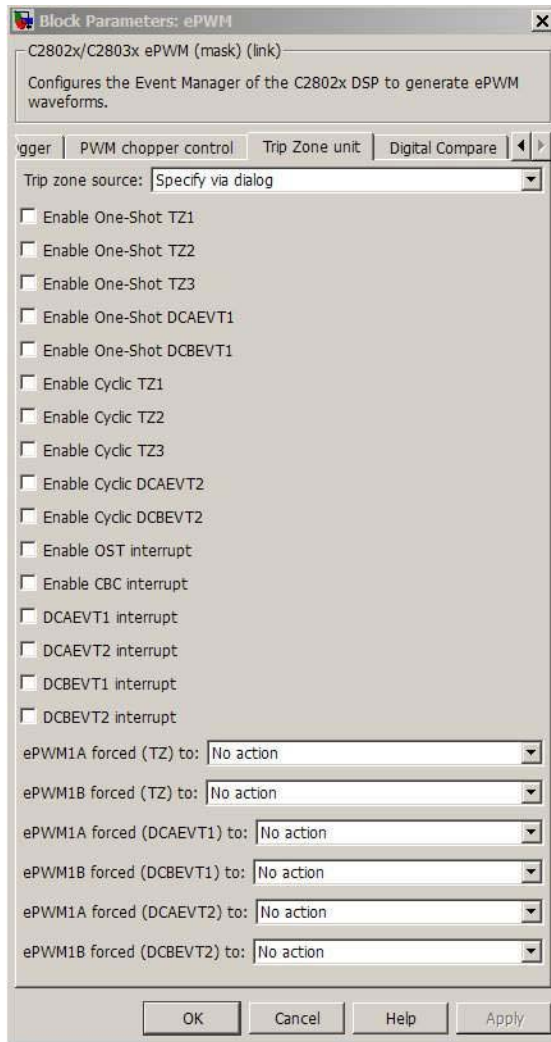 Block Parameters: ePWM
C2802x/C2803x ePWM (mask) (link)
Configures the Event Manager of the C2802x DSP to generate ePWM
waveforms.
gger PWM chopper control Trip Zone unit Digital Compare
Trip zone source: Specify via dialog
Enable One-Shot TZ1
Enable One-Shot TZ2
Enable One-Shot TZ3
Enable One-Shot DCAEVT1
Enable One-Shot DCBEVT1
Enable Cyclic TZ1
Enable Cyclic TZ2
Enable Cyclic TZ3
Enable Cyclic DCAEVT2
Enable Cyclic DCBEVT2
Enable OST interrupt
Enable CBC interrupt
DCAEVT1 interrupt
DCAEVT2 interrupt
DCBEVT1 interrupt
DCBEVT2 interrupt
ePWM1A forced (TZ) to: No action
ePWM1B forced (TZ) to: No action
ePWM1A forced (DCAEVT1) to: No action
ePWM1B forced (DCBEVT1) to: No action
ePWM1A forced (DCAEVT2) to: No action
ePWM1B forced (DCBEVT2) to: No action
OK Cancel Help Apply